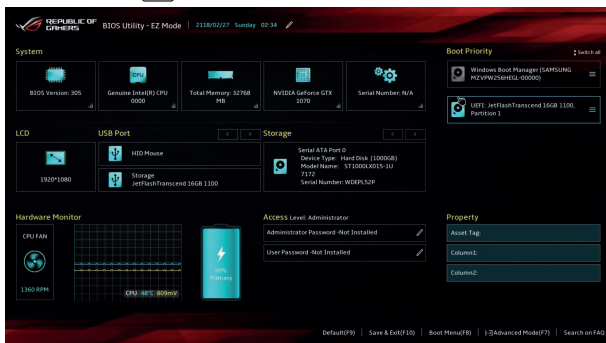 REPUBLIC OF
GAMERS
BIOS Utility - EZ Mode
2118/02/27 Sunday 02:34
System
Boot Priority
Switch all
BIOS Version: 305
CPU
Genuine Intel(R) CPU
0000
Total Memory: 32768
MB
NVIDIA GeForce GTX
1070
Serial Number: N/A
Windows Boot Manager (SAMSUNG
MZVPW256HEGL-00000)
UEFI: JetFlashTranscend 16GB 1100,
Partition 1
LCD
1920*1080
USB Port
HID Mouse
Storage
JetFlashTranscend 16GB 1100
Storage
Serial ATA Port 0
Device Type: Hard Disk (1000GB)
Model Name: ST1000LX015-1U
7172
Serial Number: WDEPLS2P
Hardware Monitor
CPU FAN
1360 RPM
CPU 48°C 809mV
99%
Primary
Access Level: Administrator
Administrator Password -Not Installed
User Password -Not Installed
Property
Asset Tag:
Column1:
Column2:
Default(F9) | Save & Exit(F10) | Boot Menu(F8) | Advanced Mode(F7) | Search on FAQ